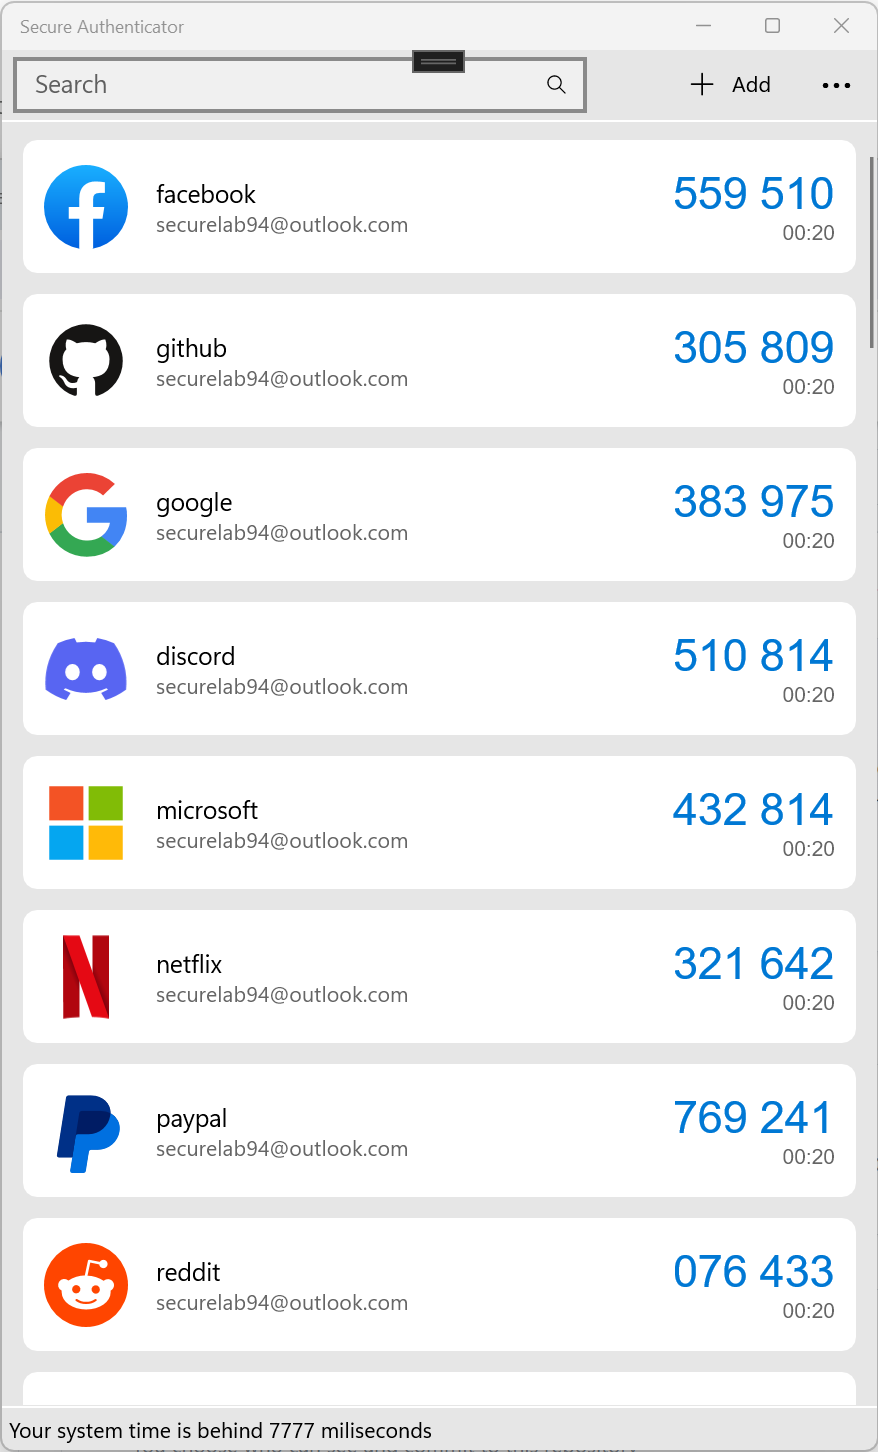 Secure Authenticator
Search
Add
facebook
securelab94@outlook.com
559 510
00:20
github
securelab94@outlook.com
305 809
00:20
google
securelab94@outlook.com
383 975
00:20
discord
securelab94@outlook.com
510 814
00:20
microsoft
securelab94@outlook.com
432 814
00:20
netflix
securelab94@outlook.com
321 642
00:20
paypal
securelab94@outlook.com
769 241
00:20
reddit
securelab94@outlook.com
076 433
00:20
Your system time is behind 7777 miliseconds